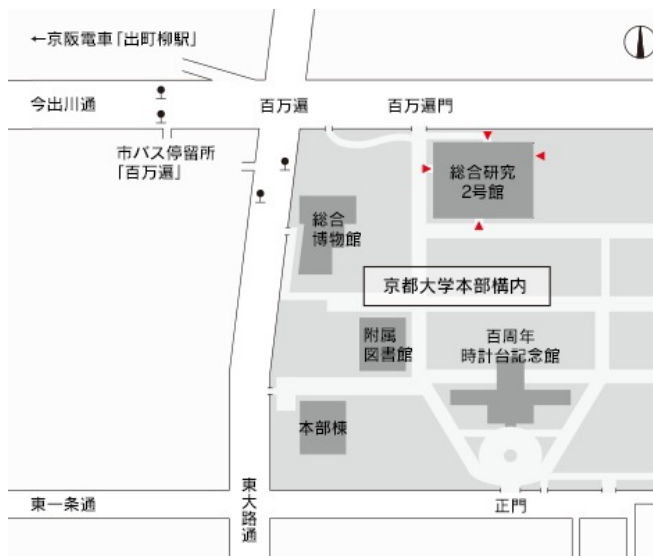 ←京阪電車「出町柳駅」
今出川通
百万遍
百万遍門
市バス停留所
「百万遍」
総合研究
2号館
総合
博物館
京都大学本部構内
附属
図書館
百周年
時計台記念館
本部棟
東大路通
東一条通
正門